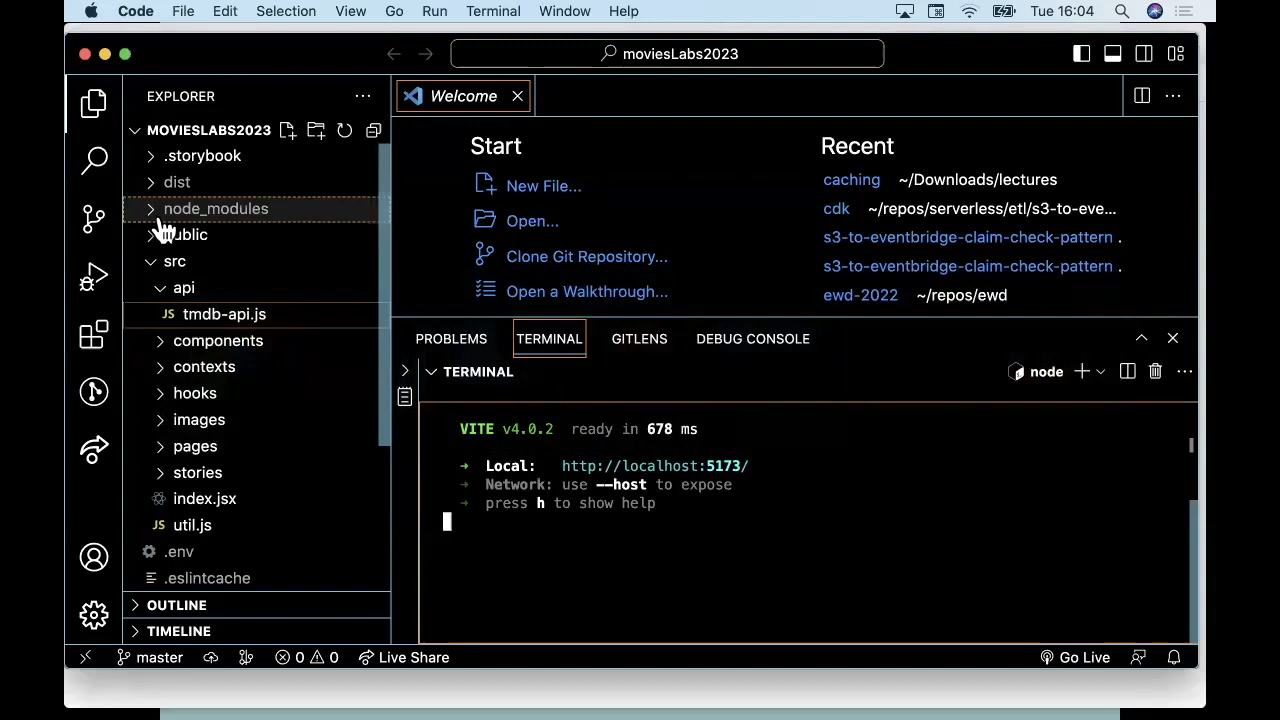 Code File Edit Selection View Go Run Terminal Window Help Tue 16:04
moviesLabs2023
EXPLORER
MOVIESLABS2023
.storybook
dist
node_modules
public
src
api
JS tmdb-api.js
components
contexts
hooks
images
pages
stories
index.jsx
JS util.js
.env
.eslintcache
OUTLINE
TIMELINE
Welcome
Start
New File...
Open...
Clone Git Repository...
Open a Walkthrough...
Recent
caching ~/Downloads/lectures
cdk ~/repos/serverless/etl/s3-to-eve...
s3-to-eventbridge-claim-check-pattern .
s3-to-eventbridge-claim-check-pattern .
ewd-2022 ~/repos/ewd
PROBLEMS TERMINAL GITLENS DEBUG CONSOLE
TERMINAL node
VITE v4.0.2 ready in 678 ms
➜ Local: http://localhost:5173/
➜ Network: use --host to expose
➜ press h to show help
master 0 0 Live Share Go Live